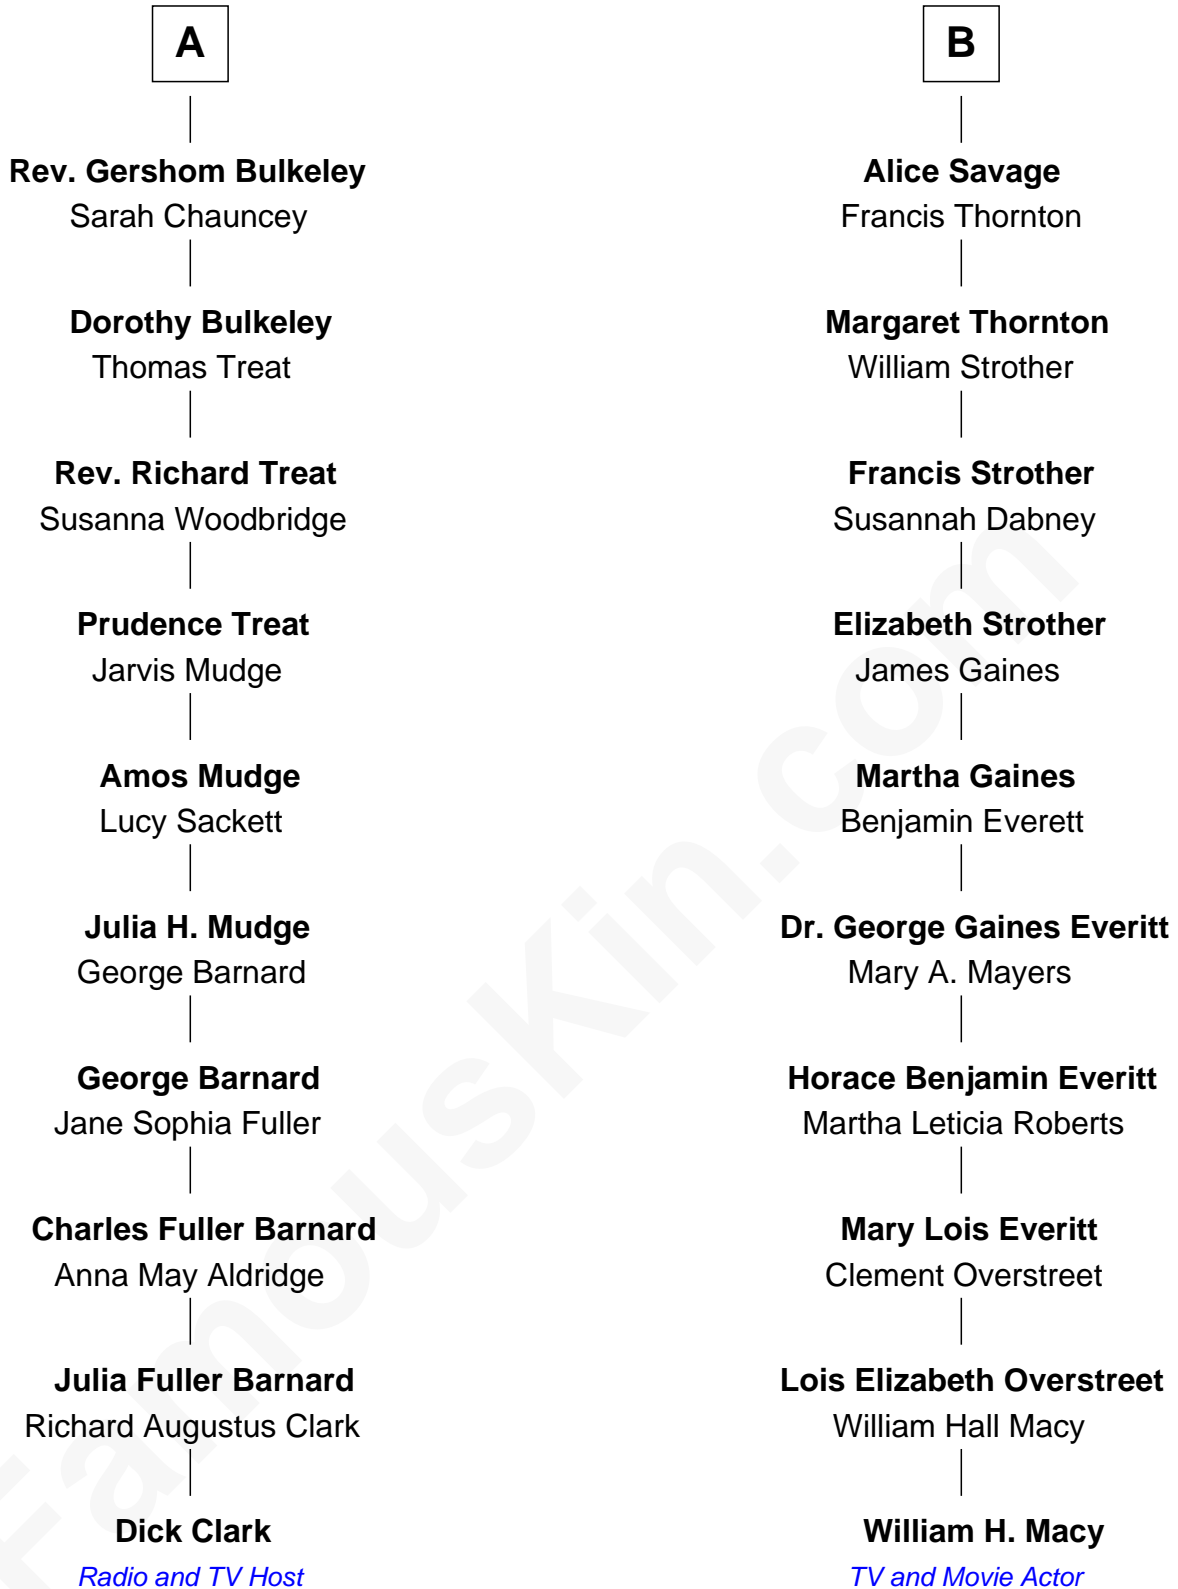 A
Rev. Gershom Bulkeley
Sarah Chauncey
Dorothy Bulkeley
Thomas Treat
Rev. Richard Treat
Susanna Woodbridge
Prudence Treat
Jarvis Mudge
Amos Mudge
Lucy Sackett
Julia H. Mudge
George Barnard
George Barnard
Jane Sophia Fuller
Charles Fuller Barnard
Anna May Aldridge
Julia Fuller Barnard
Richard Augustus Clark
Dick Clark
Radio and TV Host
B
Alice Savage
Francis Thornton
Margaret Thornton
William Strother
Francis Strother
Susannah Dabney
Elizabeth Strother
James Gaines
Martha Gaines
Benjamin Everett
Dr. George Gaines Everitt
Mary A. Mayers
Horace Benjamin Everitt
Martha Leticia Roberts
Mary Lois Everitt
Clement Overstreet
Lois Elizabeth Overstreet
William Hall Macy
William H. Macy
TV and Movie Actor
FamousKin.com